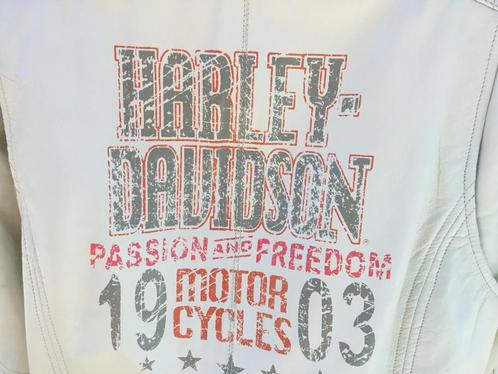 HARLEY-
DAVIDSON®
PASSION AND FREEDOM
19 MOTOR 03
CYCLES